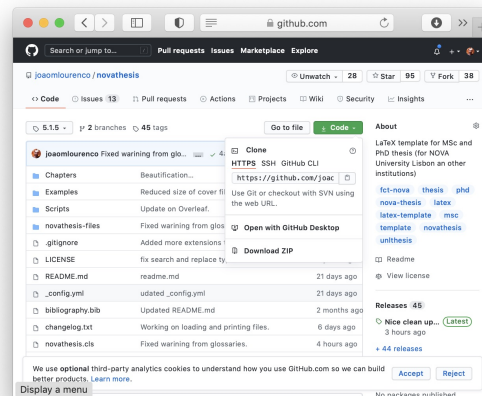 github.com
Search or jump to...
Pull requests Issues Marketplace Explore
joaomlourenco / novathesis
Unwatch 28 Star 95 Fork 38
Code Issues 13 Pull requests Actions Projects Wiki Security Insights
5.1.5 2 branches 45 tags Go to file Code
joaomlourenco Fixed warining from glo...
Chapters Beautification...
Examples Reduced size of cover fil
Scripts Update on Overleaf.
novathesis-files Fixed warining from glos
.gitignore Added more extensions
LICENSE fix search and replace ty
README.md readme.md 21 days ago
_config.yml udated _config.yml 21 days ago
bibliography.bib Updated README.md 2 months ago
changelog.txt Working on loading and printing files. 6 days ago
novathesis.cls Fixed warining from glossaries. 4 hours ago
Clone
HTTPS SSH GitHub CLI
https://github.com/joac
Use Git or checkout with SVN using
the web URL.
Open with GitHub Desktop
Download ZIP
About
LaTeX template for MSc and
PhD thesis (for NOVA
University Lisbon an other
institutions)
fct-nova thesis phd
nova-thesis latex
latex-template msc
template novathesis
unlthesis
Readme
View license
Releases 45
Nice clean up... Latest
3 hours ago
+ 44 releases
We use optional third-party analytics cookies to understand how you use GitHub.com so we can build
better products. Learn more.
Accept Reject
Display a menu
No packages published